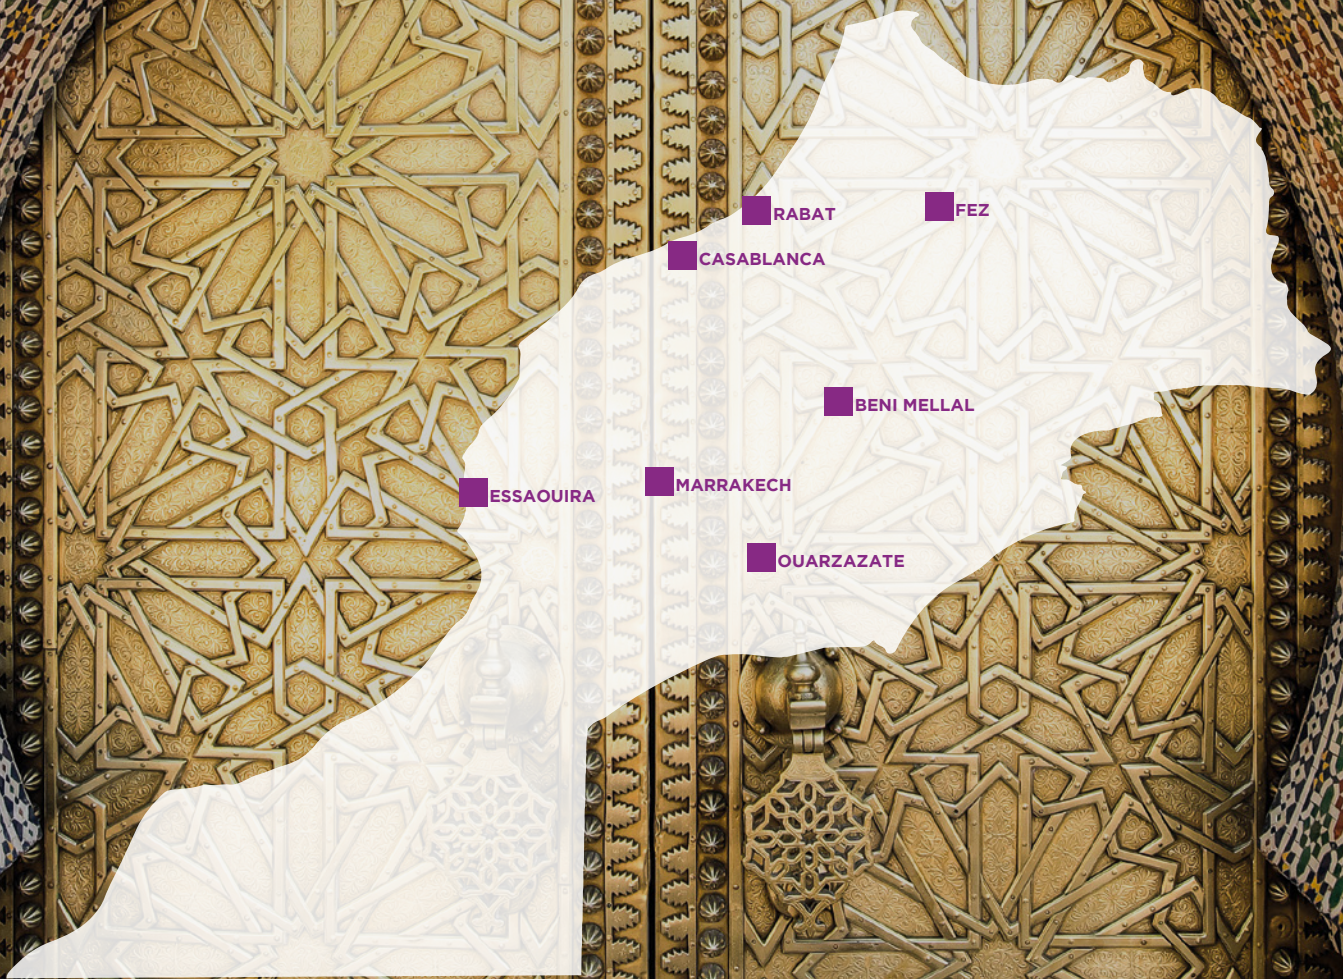 RABAT
FEZ
CASABLANCA
BENI MELLAL
MARRAKECH
ESSAOUIRA
OUARZAZATE